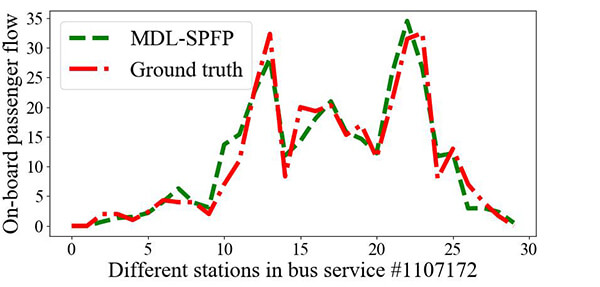 On-board passenger flow
35
30
25
20
15
10
5
0
MDL-SPFP
Ground truth
0 5 10 15 20 25 30
Different stations in bus service #1107172